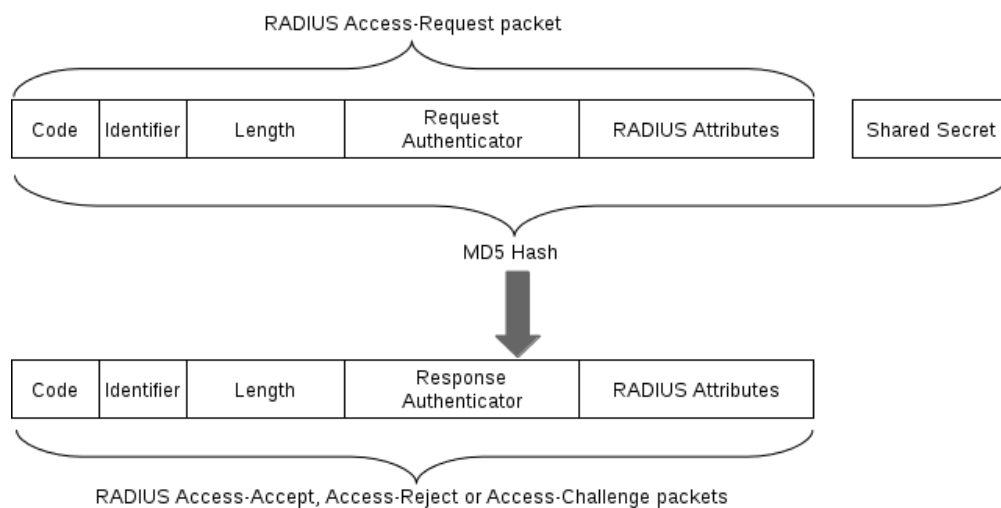 RADIUS Access-Request packet
Code Identifier Length Request Authenticator RADIUS Attributes Shared Secret
MD5 Hash
Code Identifier Length Response Authenticator RADIUS Attributes
RADIUS Access-Accept, Access-Reject or Access-Challenge packets